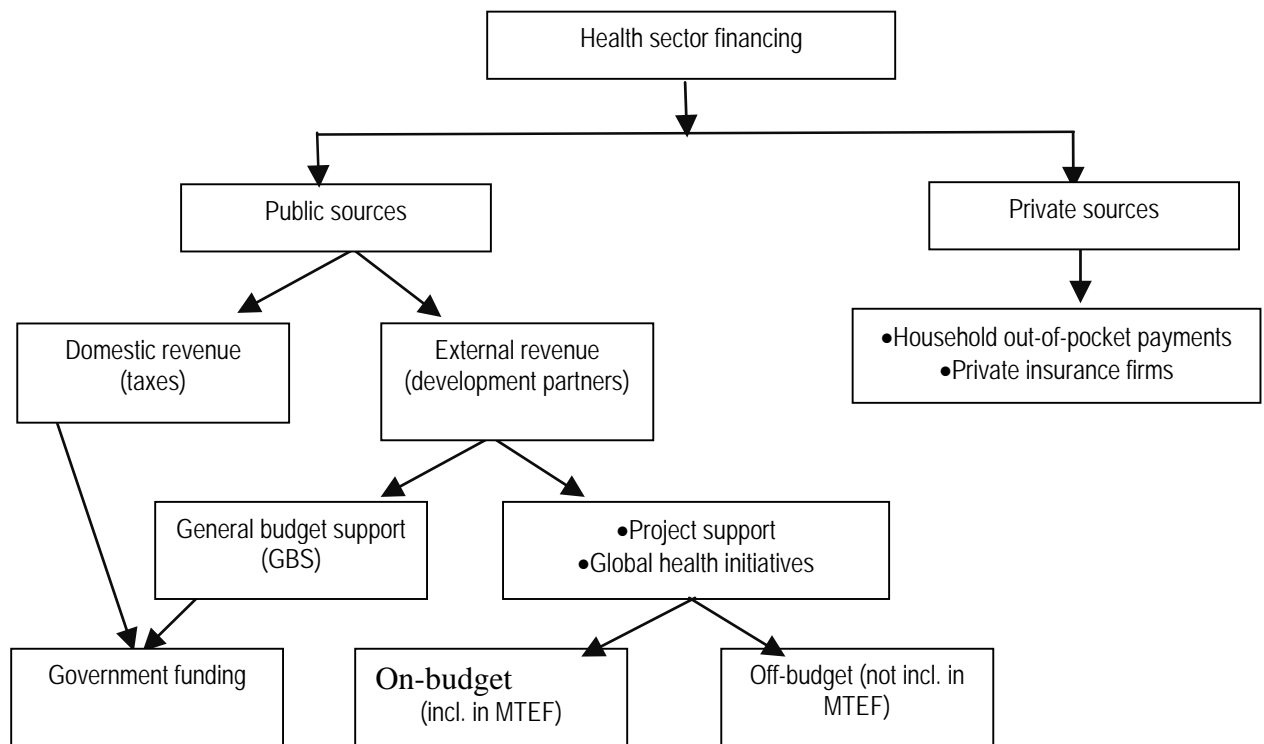 Health sector financing
Public sources
Private sources
Domestic revenue
(taxes)
External revenue
(development partners)
•Household out-of-pocket payments
•Private insurance firms
General budget support
(GBS)
•Project support
•Global health initiatives
Government funding
On-budget
(incl. in MTEF)
Off-budget (not incl. in
MTEF)